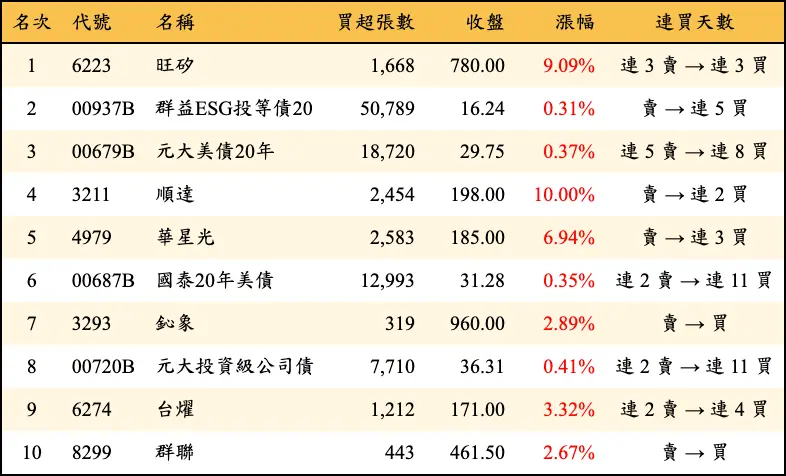 名次 代號 名稱 買超張數 收盤 漲幅 連買天數
1 6223 旺矽 1,668 780.00 9.09% 連 3 賣 → 連 3 買
2 00937B 群益ESG投等債20 50,789 16.24 0.31% 賣 → 連 5 買
3 00679B 元大美債20年 18,720 29.75 0.37% 連 5 賣 → 連 8 買
4 3211 順達 2,454 198.00 10.00% 賣 → 連 2 買
5 4979 華星光 2,583 185.00 6.94% 賣 → 連 3 買
6 00687B 國泰20年美債 12,993 31.28 0.35% 連 2 賣 → 連 11 買
7 3293 鈊象 319 960.00 2.89% 賣 → 買
8 00720B 元大投資級公司債 7,710 36.31 0.41% 連 2 賣 → 連 11 買
9 6274 台燿 1,212 171.00 3.32% 連 2 賣 → 連 4 買
10 8299 群聯 443 461.50 2.67% 賣 → 買